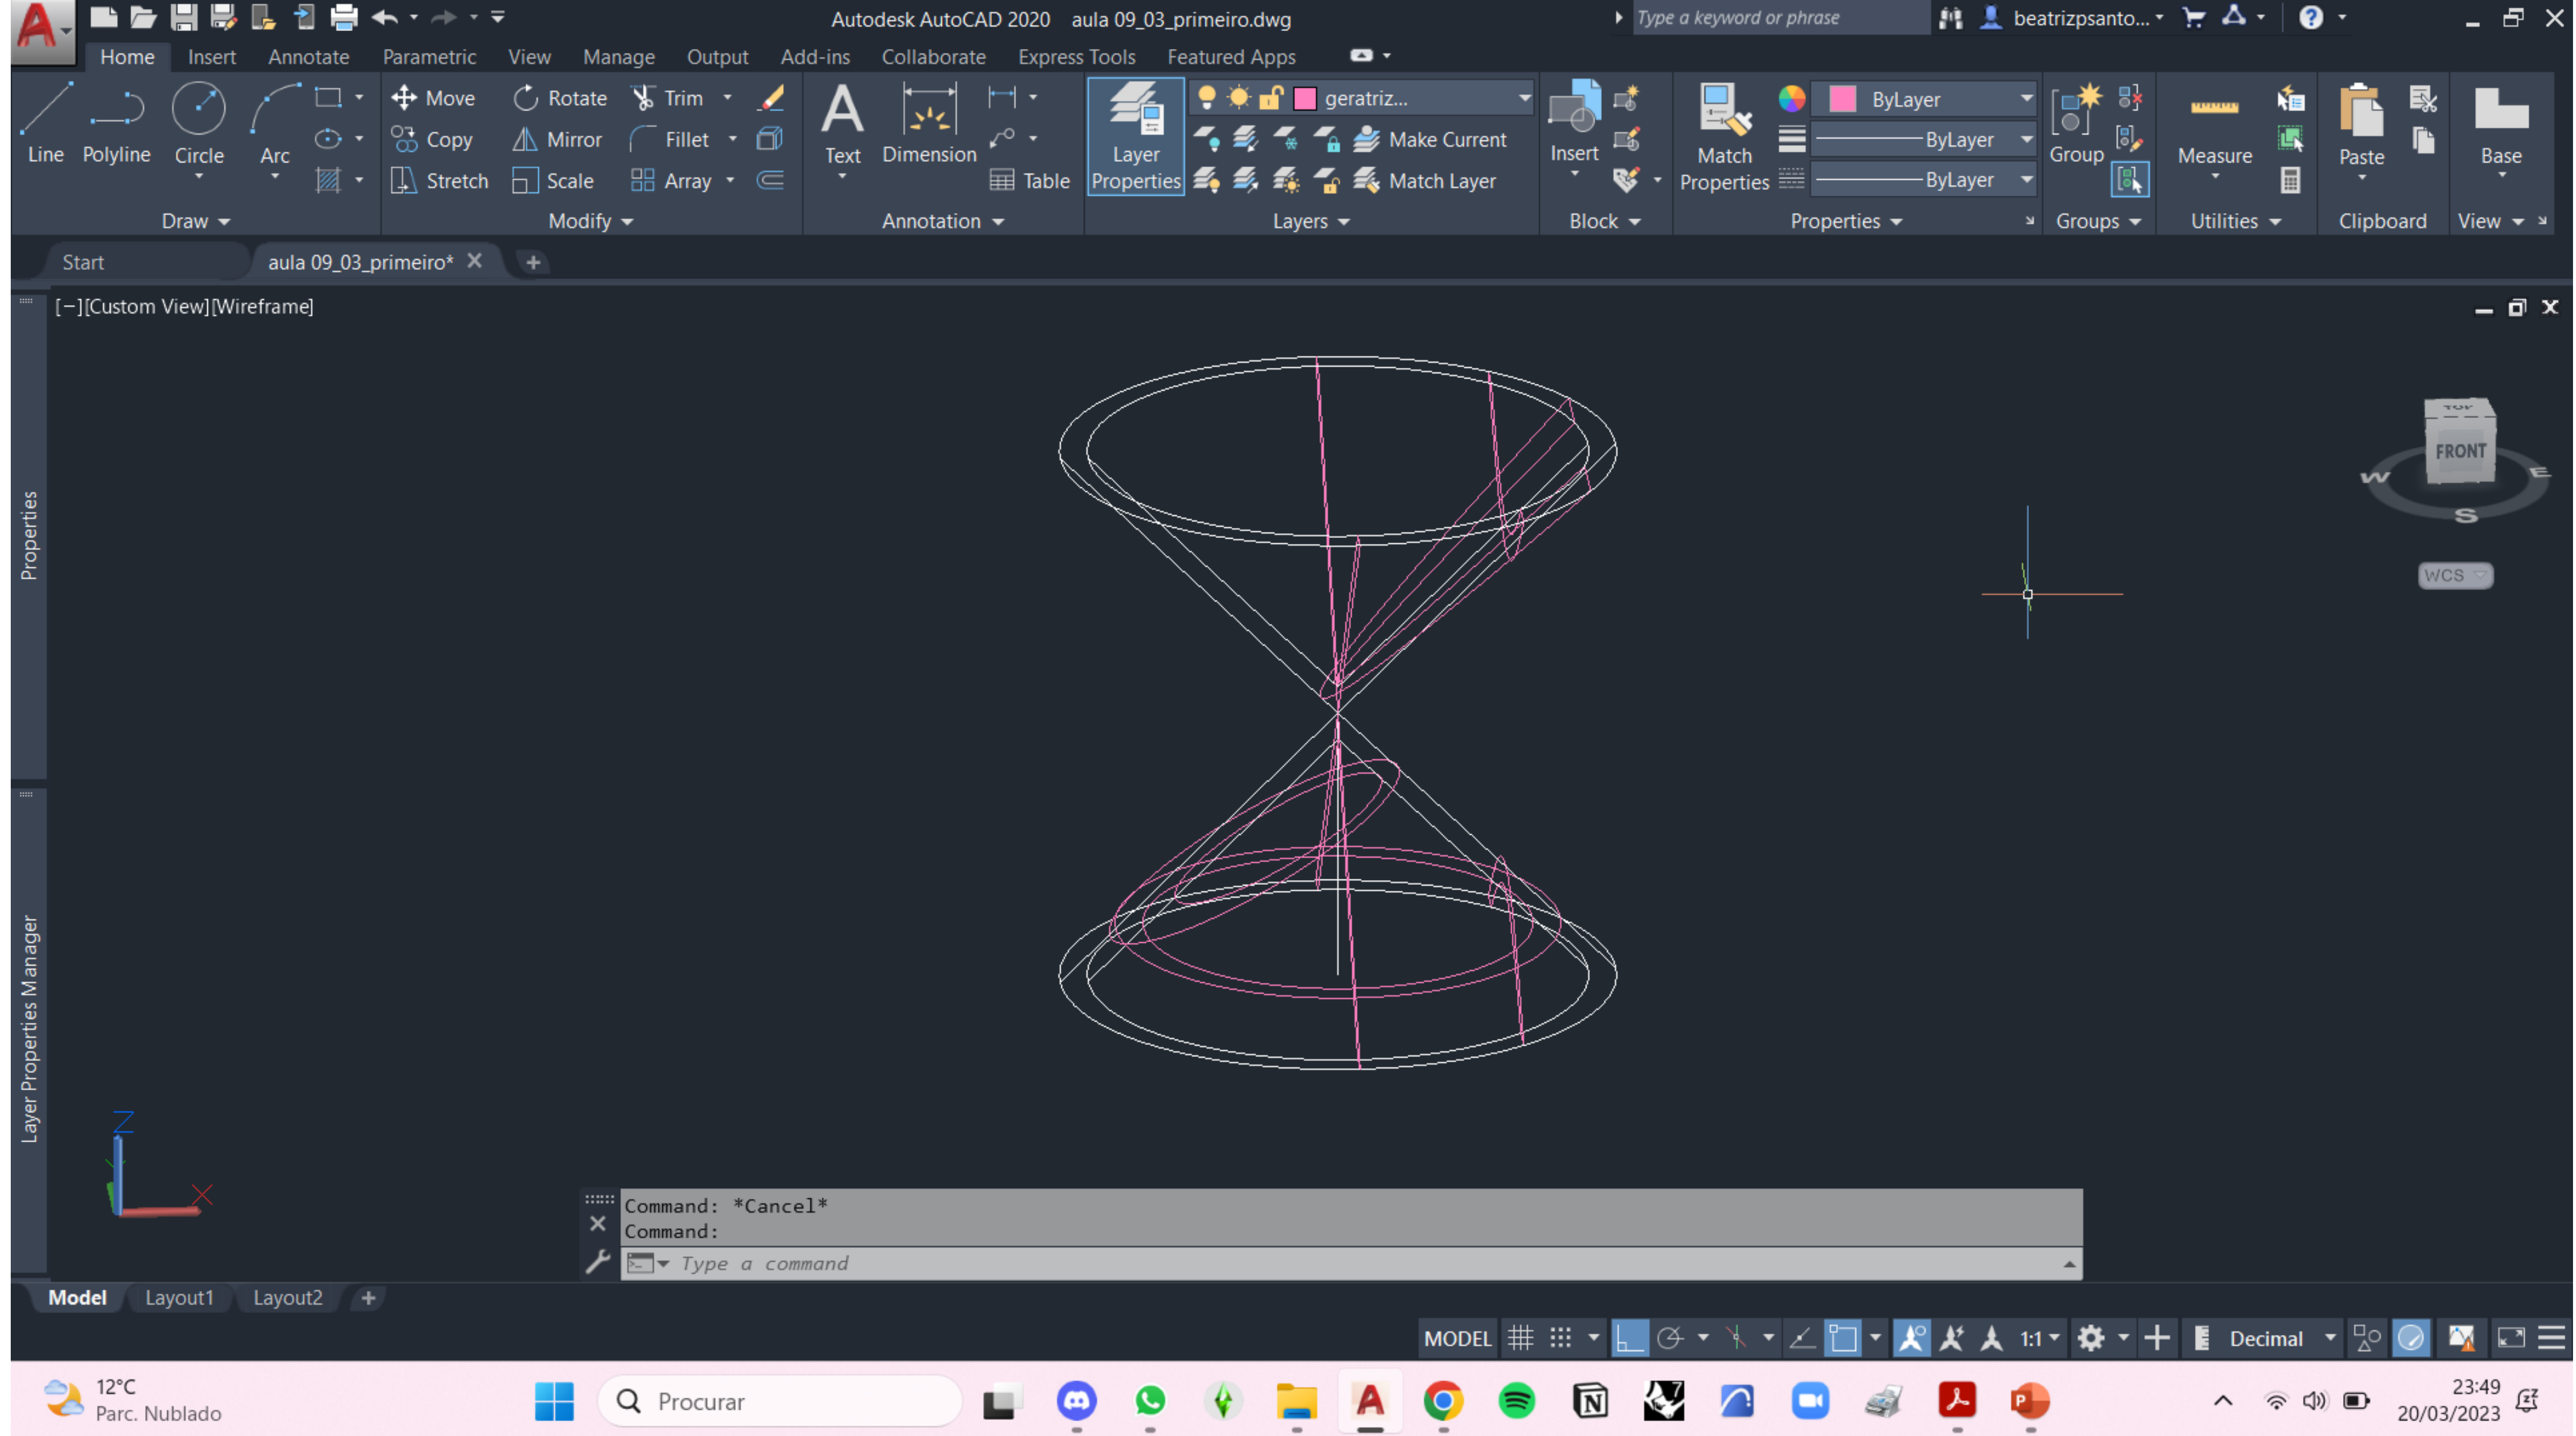 Autodesk AutoCAD 2020 aula 09_03_primeiro.dwg
Type a keyword or phrase
beatrizpsanto...
Home Insert Annotate Parametric View Manage Output Add-ins Collaborate Express Tools Featured Apps
Line Polyline Circle Arc
Draw
Move Rotate Trim
Copy Mirror Fillet
Stretch Scale Array
Modify
Text Dimension Table
Annotation
Layer Properties
geratriz...
Make Current
Match Layer
Layers
Insert
Block
Match Properties
ByLayer
ByLayer
ByLayer
Properties
Group
Groups
Measure
Utilities
Paste
Clipboard
Base
View
Start aula 09_03_primeiro*
[−][Custom View][Wireframe]
TOP
FRONT
W E
S
WCS
Properties
Layer Properties Manager
Z
X
Command: *Cancel*
Command:
Type a command
Model Layout1 Layout2
MODEL 1:1 Decimal
12°C
Parc. Nublado
Procurar
7
23:49
20/03/2023